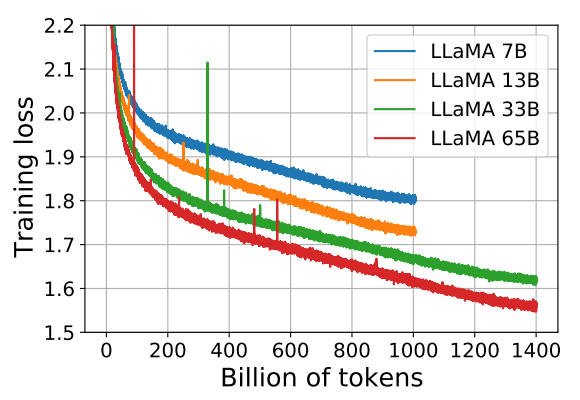 2.2
2.1
2.0
1.9
1.8
1.7
1.6
1.5
Training loss
LLaMA 7B
LLaMA 13B
LLaMA 33B
LLaMA 65B
0 200 400 600 800 1000 1200 1400
Billion of tokens